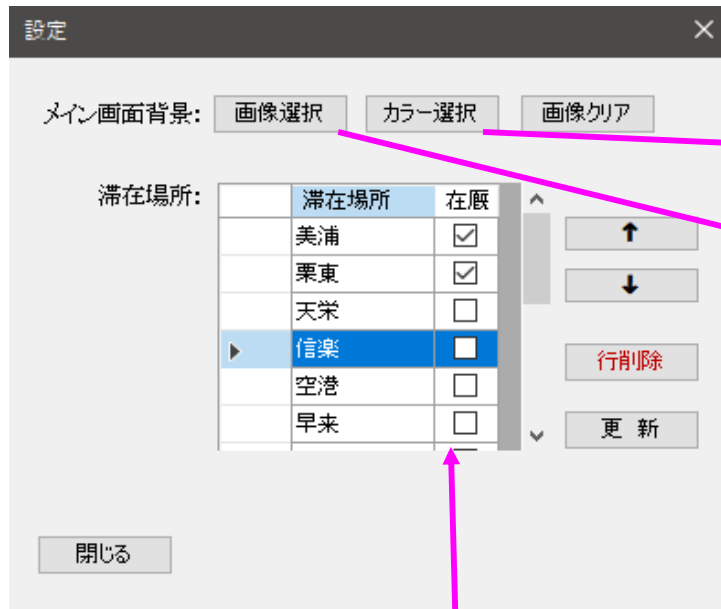 設定
メイン画面背景: 画像選択 カラー選択 画像クリア
滞在場所:
滞在場所 在厩
美浦
栗東
天栄
信楽
空港
早来
↑
↓
行削除
更 新
閉じる